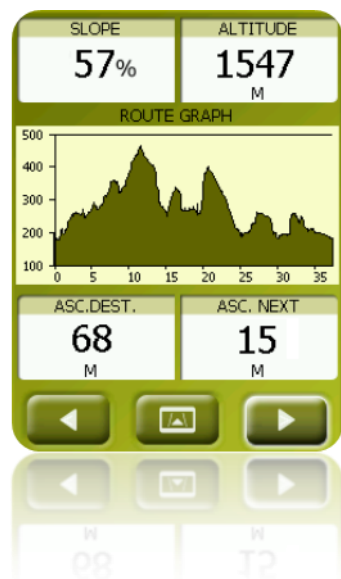 SLOPE ALTITUDE
57% 1547
M
ROUTE GRAPH
500
400
300
200
100
0 5 10 15 20 25 30 35
ASC.DEST. ASC. NEXT
68 15
M M